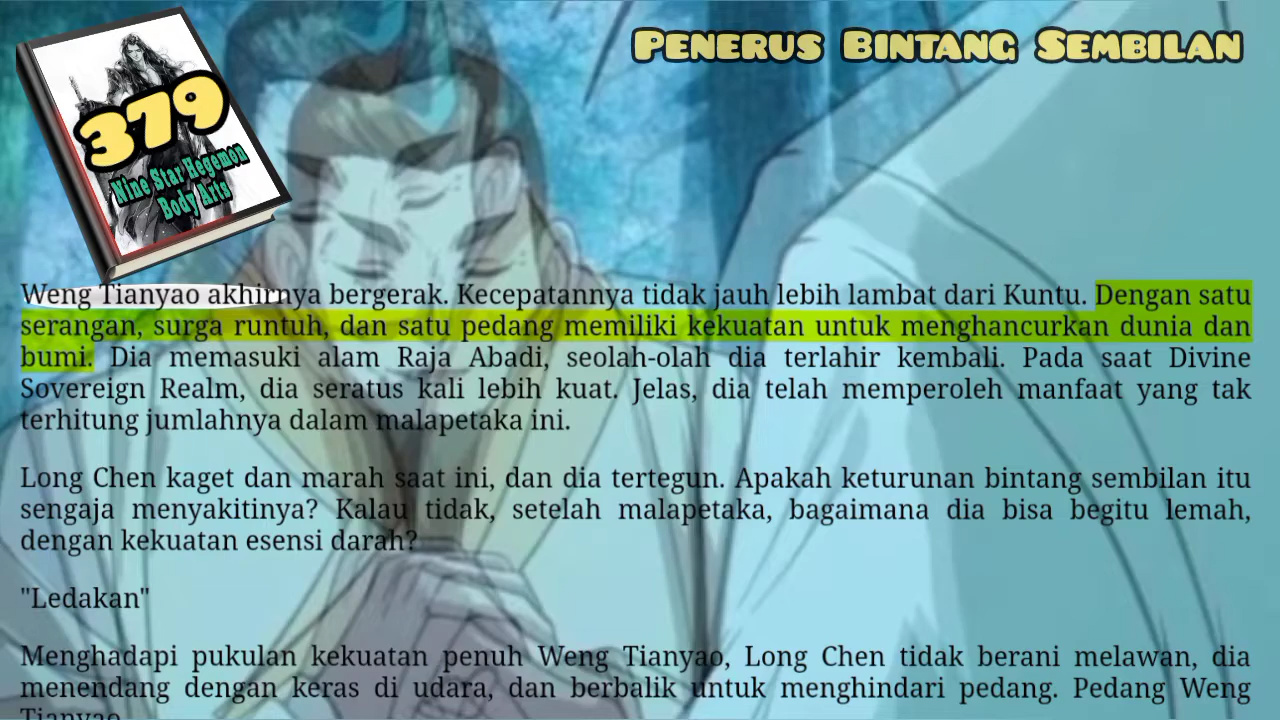 Penerus Bintang Sembilan
379
Nine Star Hegemon
Body Arts
Weng Tianyao akhirnya bergerak. Kecepatannya tidak jauh lebih lambat dari Kuntu. Dengan satu
serangan, surga runtuh, dan satu pedang memiliki kekuatan untuk menghancurkan dunia dan
bumi. Dia memasuki alam Raja Abadi, seolah-olah dia terlahir kembali. Pada saat Divine
Sovereign Realm, dia seratus kali lebih kuat. Jelas, dia telah memperoleh manfaat yang tak
terhitung jumlahnya dalam malapetaka ini.
Long Chen kaget dan marah saat ini, dan dia tertegun. Apakah keturunan bintang sembilan itu
sengaja menyakitinya? Kalau tidak, setelah malapetaka, bagaimana dia bisa begitu lemah,
dengan kekuatan esensi darah?
"Ledakan"
Menghadapi pukulan kekuatan penuh Weng Tianyao, Long Chen tidak berani melawan, dia
menendang dengan keras di udara, dan berbalik untuk menghindari pedang. Pedang Weng
Tianyao